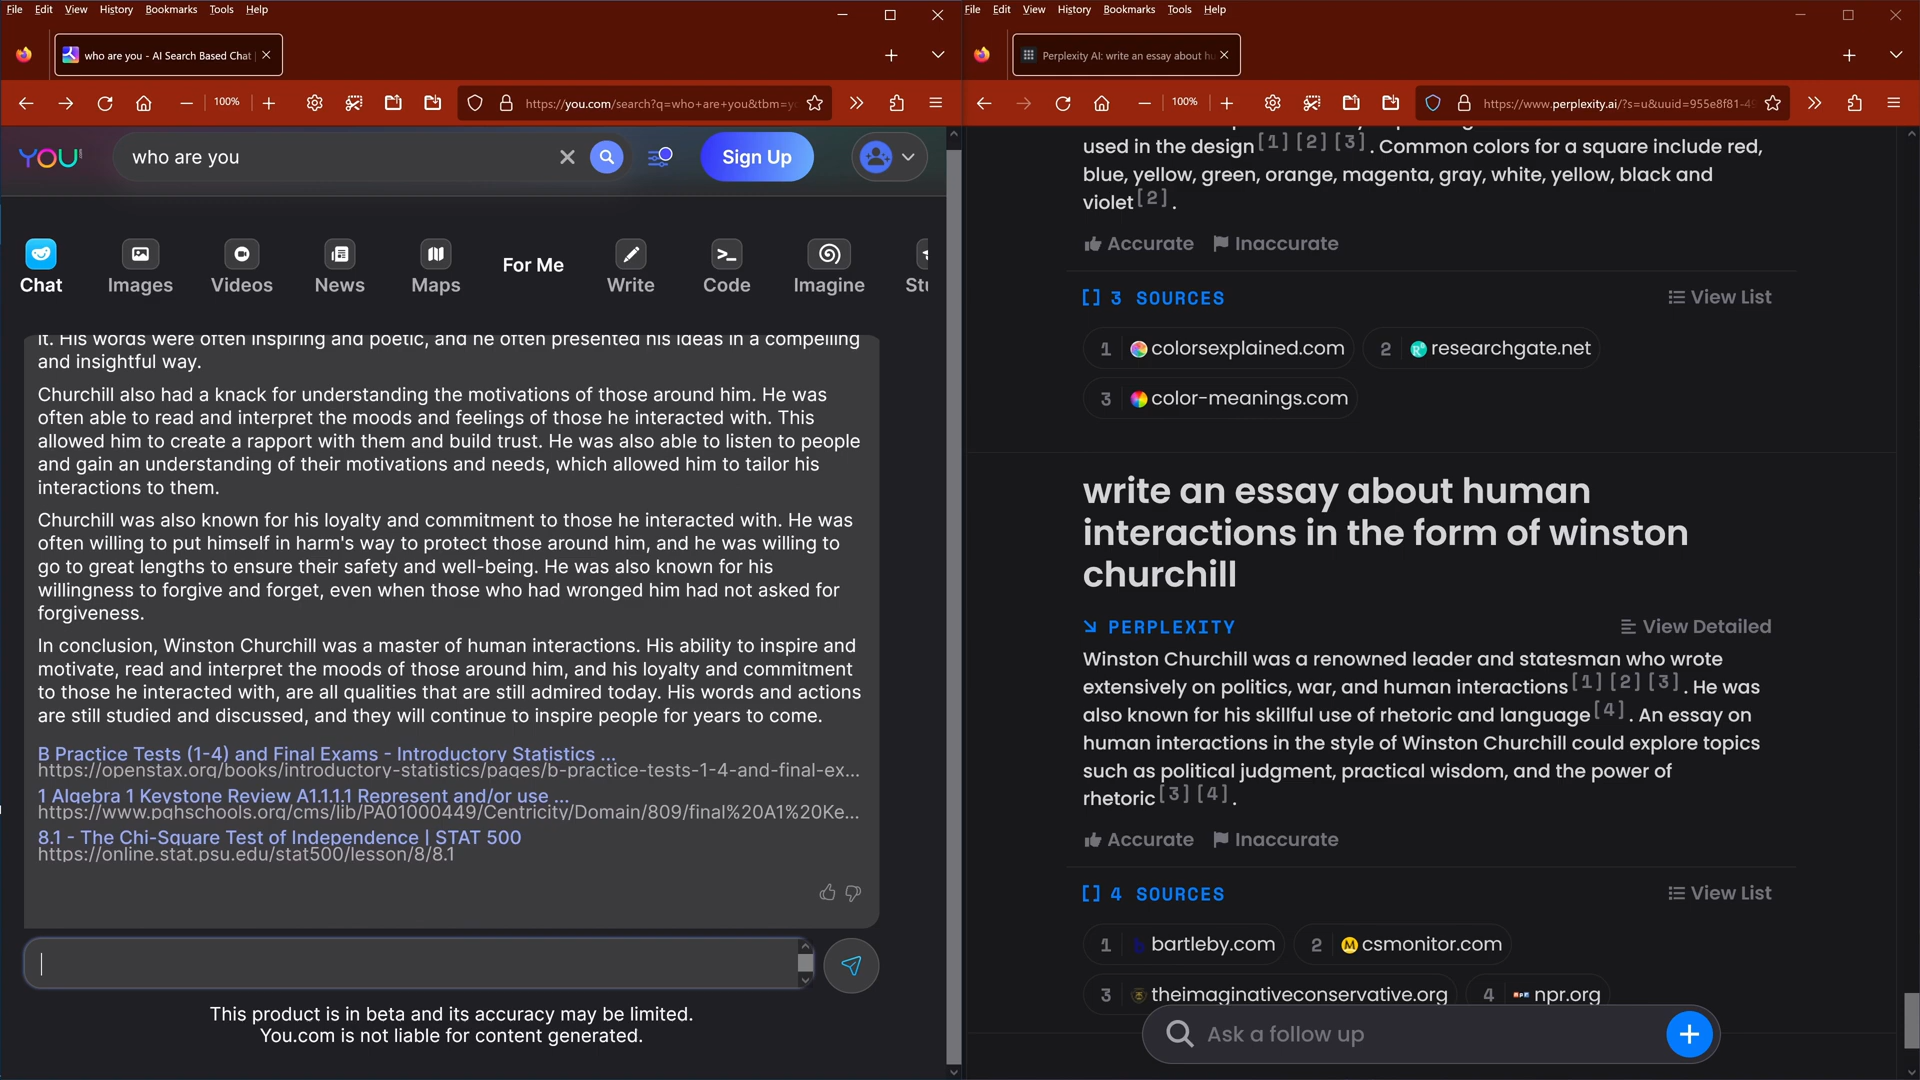 File Edit View History Bookmarks Tools Help
who are you - AI Search Based Chat
100%
https://you.com/search?q=who+are+you&tbm=yo
YOU
who are you
Sign Up
Chat
Images
Videos
News
Maps
For Me
Write
Code
Imagine
Stu
it. His words were often inspiring and poetic, and he often presented his ideas in a compelling
and insightful way.
Churchill also had a knack for understanding the motivations of those around him. He was
often able to read and interpret the moods and feelings of those he interacted with. This
allowed him to create a rapport with them and build trust. He was also able to listen to people
and gain an understanding of their motivations and needs, which allowed him to tailor his
interactions to them.
Churchill was also known for his loyalty and commitment to those he interacted with. He was
often willing to put himself in harm's way to protect those around him, and he was willing to
go to great lengths to ensure their safety and well-being. He was also known for his
willingness to forgive and forget, even when those who had wronged him had not asked for
forgiveness.
In conclusion, Winston Churchill was a master of human interactions. His ability to inspire and
motivate, read and interpret the moods of those around him, and his loyalty and commitment
to those he interacted with, are all qualities that are still admired today. His words and actions
are still studied and discussed, and they will continue to inspire people for years to come.
B Practice Tests (1-4) and Final Exams - Introductory Statistics ...
https://openstax.org/books/introductory-statistics/pages/b-practice-tests-1-4-and-final-ex...
1 Algebra 1 Keystone Review A1.1.1.1 Represent and/or use ...
https://www.pghschools.org/cms/lib/PA01000449/Centricity/Domain/809/final%20A1%20Ke...
8.1 - The Chi-Square Test of Independence | STAT 500
https://online.stat.psu.edu/stat500/lesson/8/8.1
This product is in beta and its accuracy may be limited.
You.com is not liable for content generated.
File Edit View History Bookmarks Tools Help
Perplexity AI: write an essay about hu
100%
https://www.perplexity.ai/?s=u&uuid=955e8f81-49
used in the design [1] [2] [3]. Common colors for a square include red,
blue, yellow, green, orange, magenta, gray, white, yellow, black and
violet [2].
Accurate Inaccurate
[] 3 SOURCES View List
1 colorsexplained.com 2 researchgate.net
3 color-meanings.com
write an essay about human
interactions in the form of winston
churchill
PERPLEXITY View Detailed
Winston Churchill was a renowned leader and statesman who wrote
extensively on politics, war, and human interactions [1] [2] [3]. He was
also known for his skillful use of rhetoric and language [4]. An essay on
human interactions in the style of Winston Churchill could explore topics
such as political judgment, practical wisdom, and the power of
rhetoric [3] [4].
Accurate Inaccurate
[] 4 SOURCES View List
1 bartleby.com 2 csmonitor.com
3 theimaginativeconservative.org 4 npr.org
Ask a follow up